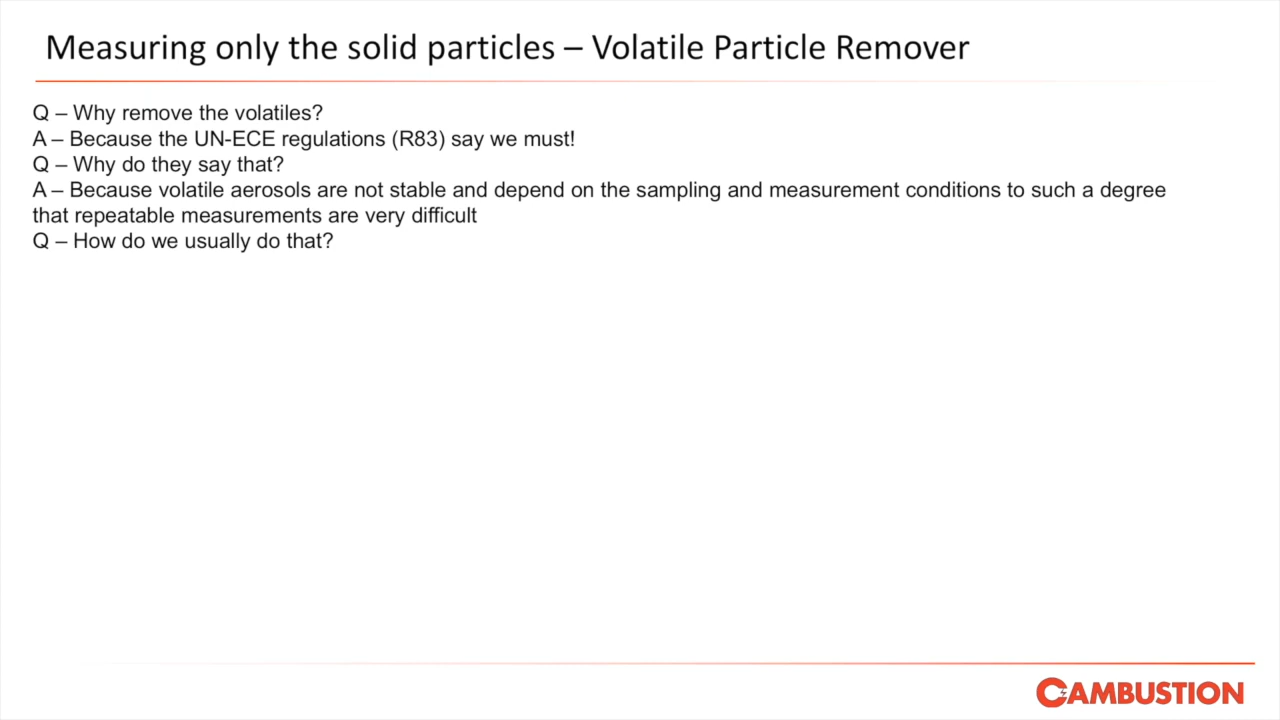 Measuring only the solid particles – Volatile Particle Remover
Q – Why remove the volatiles?
A – Because the UN-ECE regulations (R83) say we must!
Q – Why do they say that?
A – Because volatile aerosols are not stable and depend on the sampling and measurement conditions to such a degree
that repeatable measurements are very difficult
Q – How do we usually do that?
CAMBUSTION